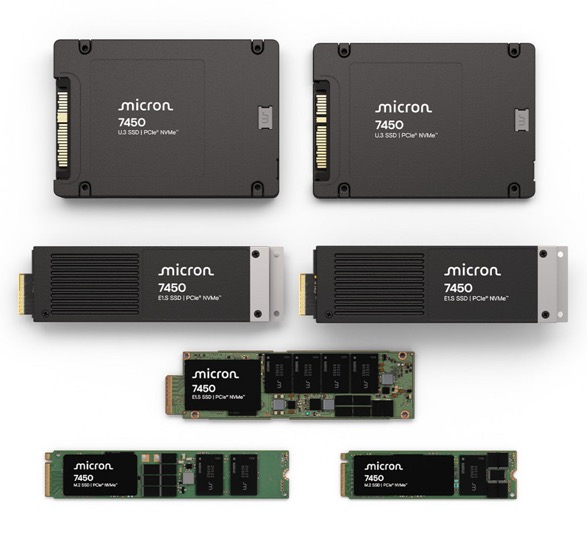 micron
7450
U.3 SSD | PCIe® NVMe™
micron
7450
U.3 SSD | PCIe® NVMe™
micron
7450
E1.S SSD | PCIe® NVMe™
micron
7450
E1.S SSD | PCIe® NVMe™
micron
7450
E1.S SSD | PCIe® NVMe™
micron
7450
M.2 SSD | PCIe® NVMe™
micron
7450
M.2 SSD | PCIe® NVMe™